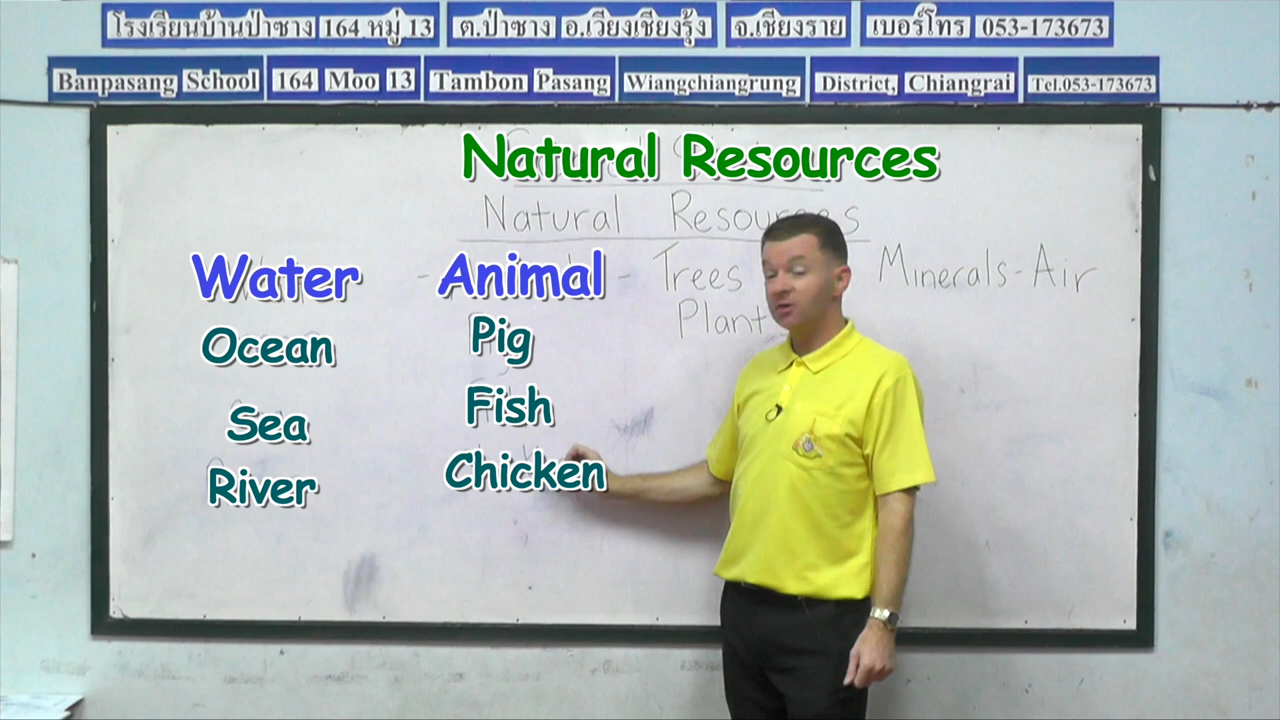 โรงเรียนบ้านป่าซาง 164 หมู่ 13 ต.ป่าซาง อ.เวียงเชียงรุ้ง จ.เชียงราย เบอร์โทร 053-173673
Banpasang School 164 Moo 13 Tambon Pasang Wiangchiangrung District, Chiangrai Tel.053-173673
Natural Resources
Natural Resources
Water - Animal - Trees Minerals-Air
Plant
Ocean Pig
Sea Fish
River Chicken